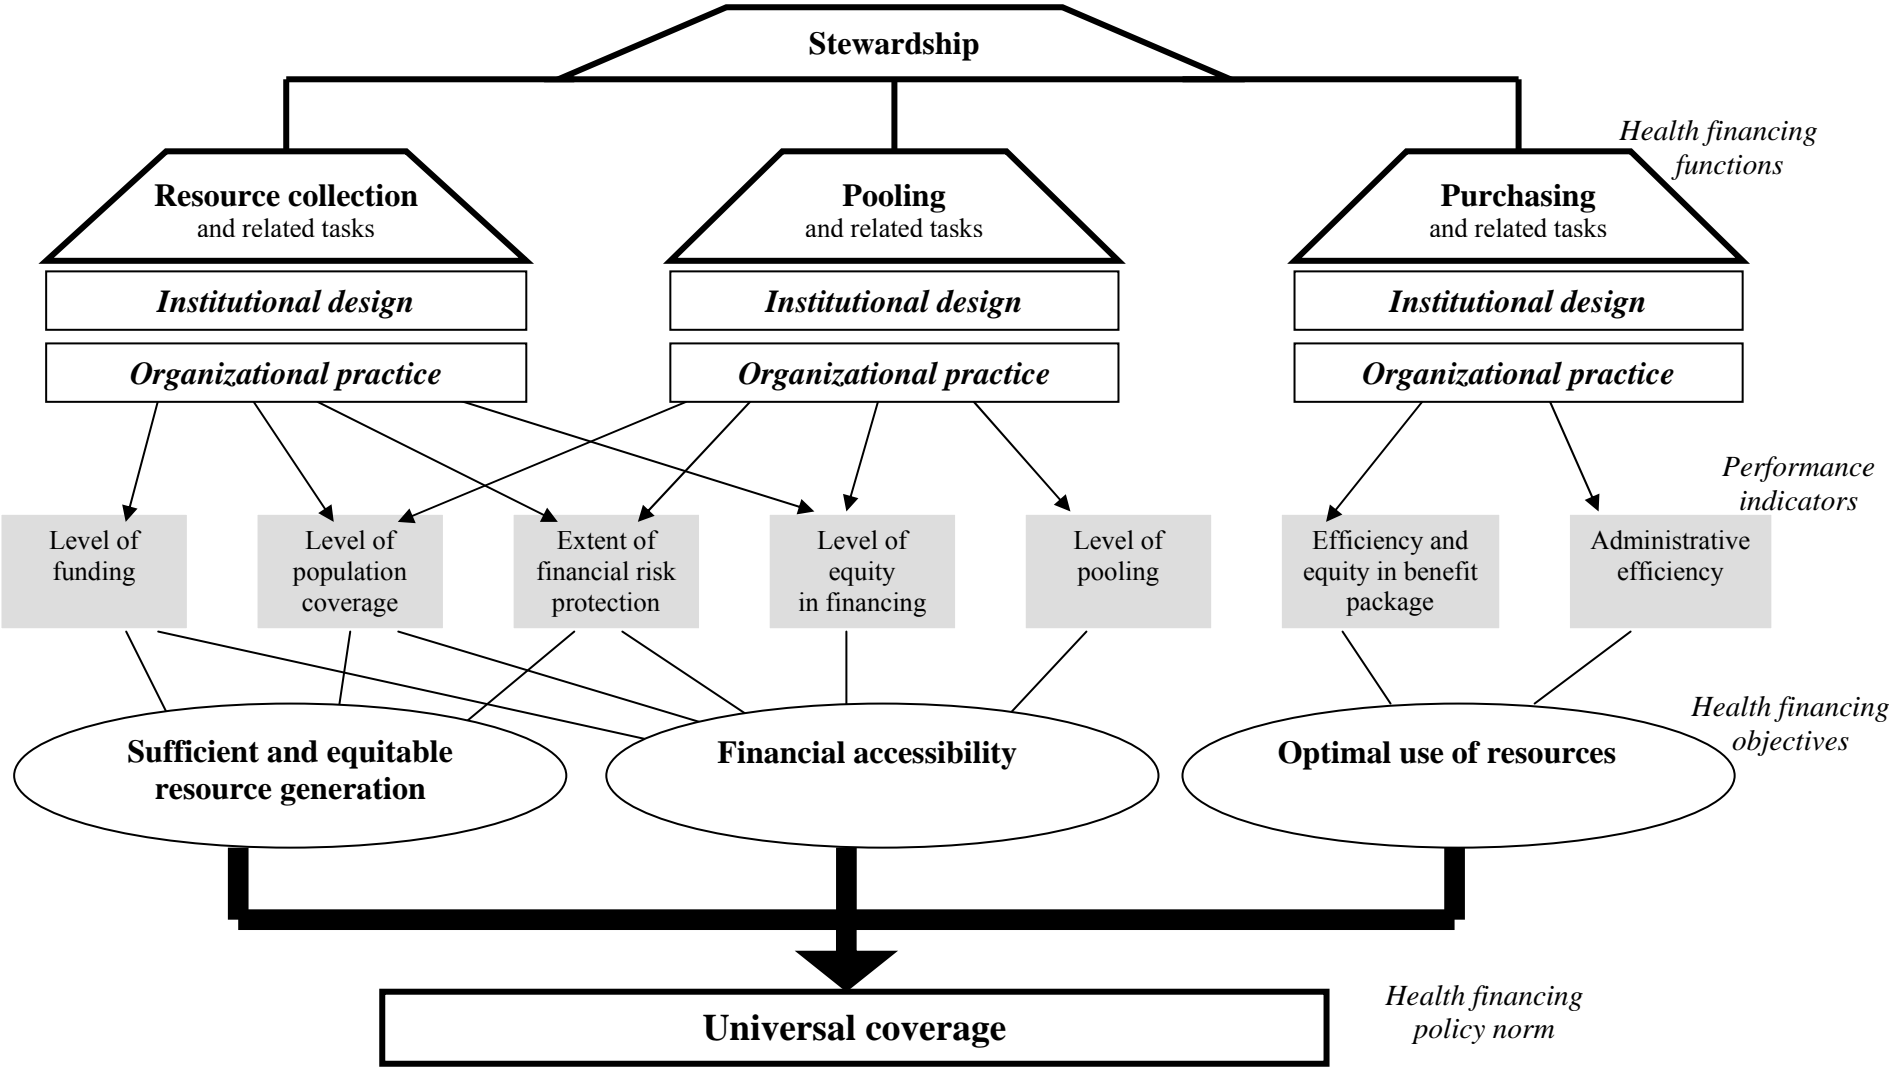 Stewardship
Health financing
functions
Resource collection
and related tasks
Pooling
and related tasks
Purchasing
and related tasks
Institutional design
Institutional design
Institutional design
Organizational practice
Organizational practice
Organizational practice
Performance
indicators
Level of
funding
Level of
population
coverage
Extent of
financial risk
protection
Level of
equity
in financing
Level of
pooling
Efficiency and
equity in benefit
package
Administrative
efficiency
Health financing
objectives
Sufficient and equitable
resource generation
Financial accessibility
Optimal use of resources
Universal coverage
Health financing
policy norm